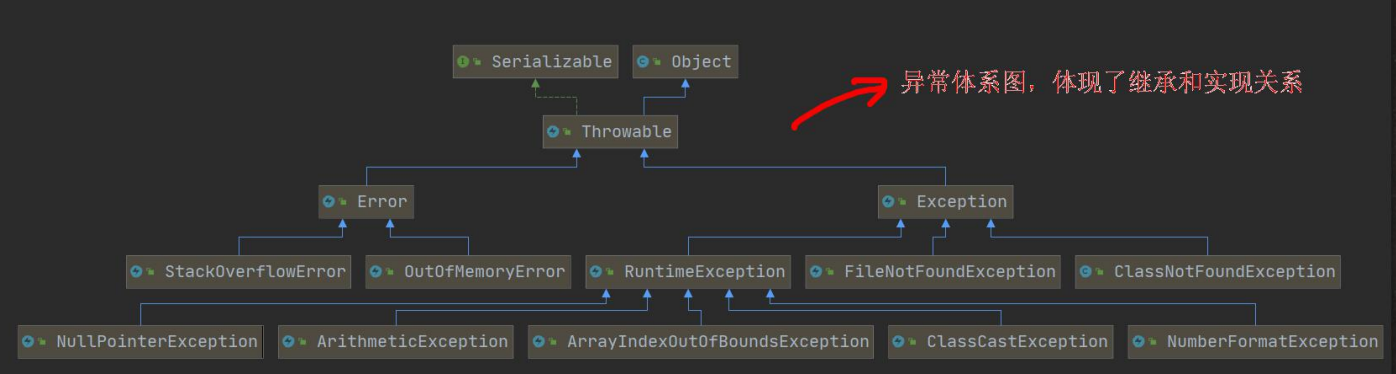 Serializable
Object
异常体系图，体现了继承和实现关系
Throwable
Error
Exception
StackOverflowError
OutOfMemoryError
RuntimeException
FileNotFoundException
ClassNotFoundException
NullPointerException
ArithmeticException
ArrayIndexOutOfBoundsException
ClassCastException
NumberFormatException